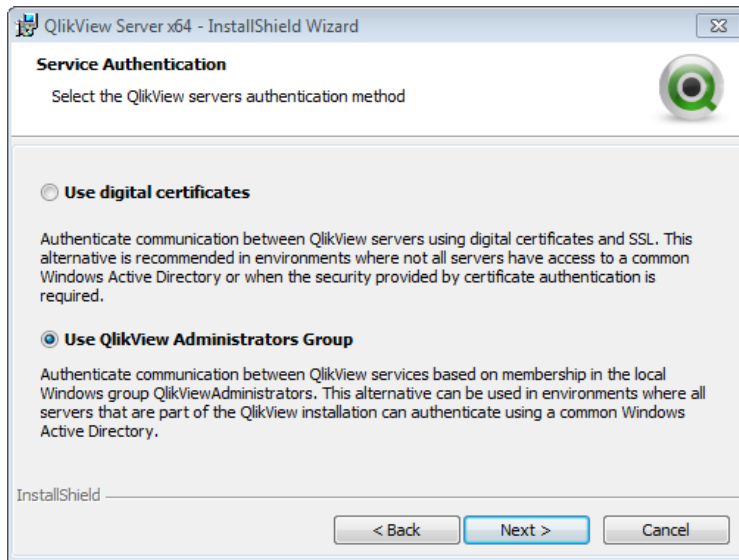 QlikView Server x64 - InstallShield Wizard
Service Authentication
Select the QlikView servers authentication method
Use digital certificates
Authenticate communication between QlikView servers using digital certificates and SSL. This
alternative is recommended in environments where not all servers have access to a common
Windows Active Directory or when the security provided by certificate authentication is
required.
Use QlikView Administrators Group
Authenticate communication between QlikView services based on membership in the local
Windows group QlikViewAdministrators. This alternative can be used in environments where all
servers that are part of the QlikView installation can authenticate using a common Windows
Active Directory.
InstallShield
< Back Next > Cancel